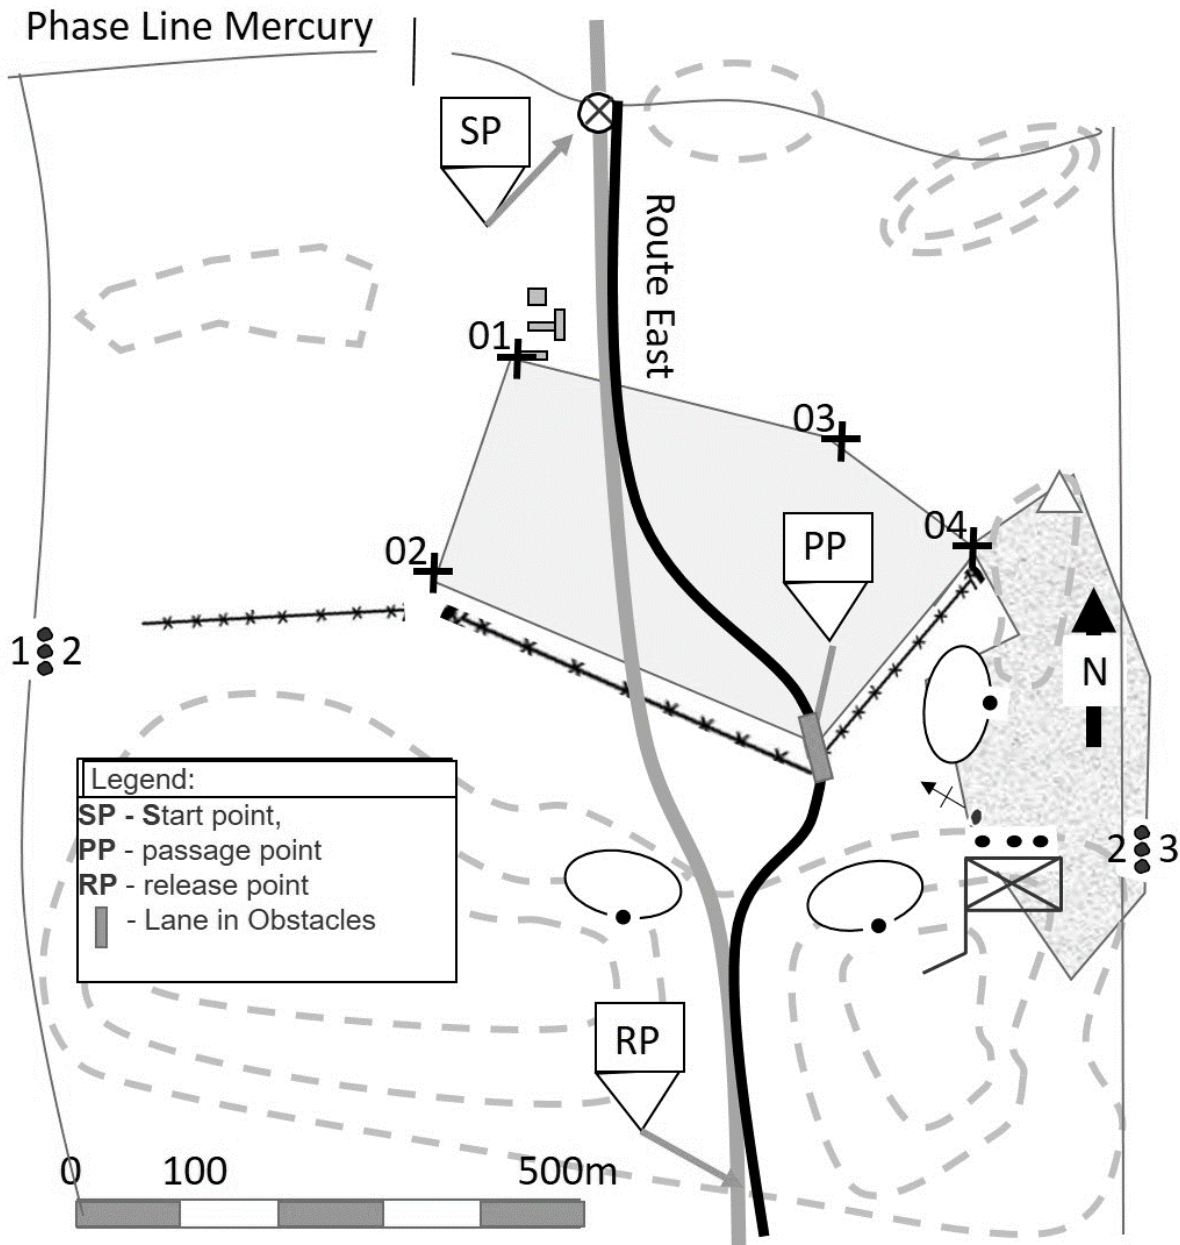 Phase Line Mercury
SP
Route East
01
03
PP
04
02
1 2
N
Legend:
SP - Start point,
PP - passage point
RP - release point
- Lane in Obstacles
2 3
RP
0 100 500m